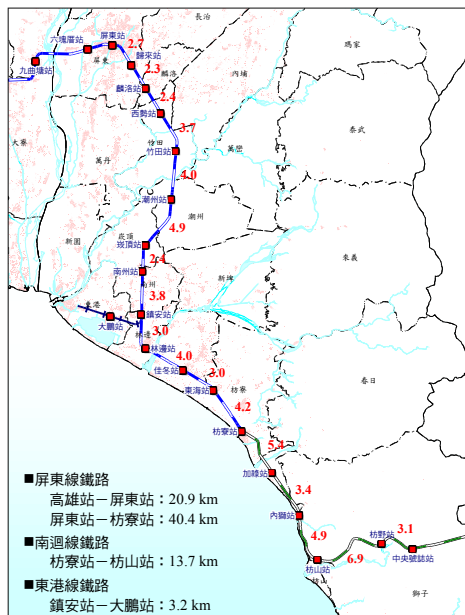 長治
六塊厝站
屏東站
2.7
瑪家
屏東
歸來站
九曲塘站
麟洛
2.3
麟洛站
內埔
2.4
西勢站
大寮
3.7
泰武
竹田
萬巒
竹田站
萬丹
4.0
潮州站
潮州
4.9
崁頂
新園
崁頂站
來義
2.4
南州站
新埤
南州
3.8
東港
鎮安站
大鵬站
林邊
3.0
林邊站
4.0
佳冬站
3.0
春日
東海站
枋寮
4.2
枋寮站
5.4
加祿站
3.4
內獅站
4.9
枋野站
3.1
中央號誌站
6.9
枋山站
枋山
獅子
■屏東線鐵路
高雄站－屏東站：20.9 km
屏東站－枋寮站：40.4 km
■南迴線鐵路
枋寮站－枋山站：13.7 km
■東港線鐵路
鎮安站－大鵬站：3.2 km